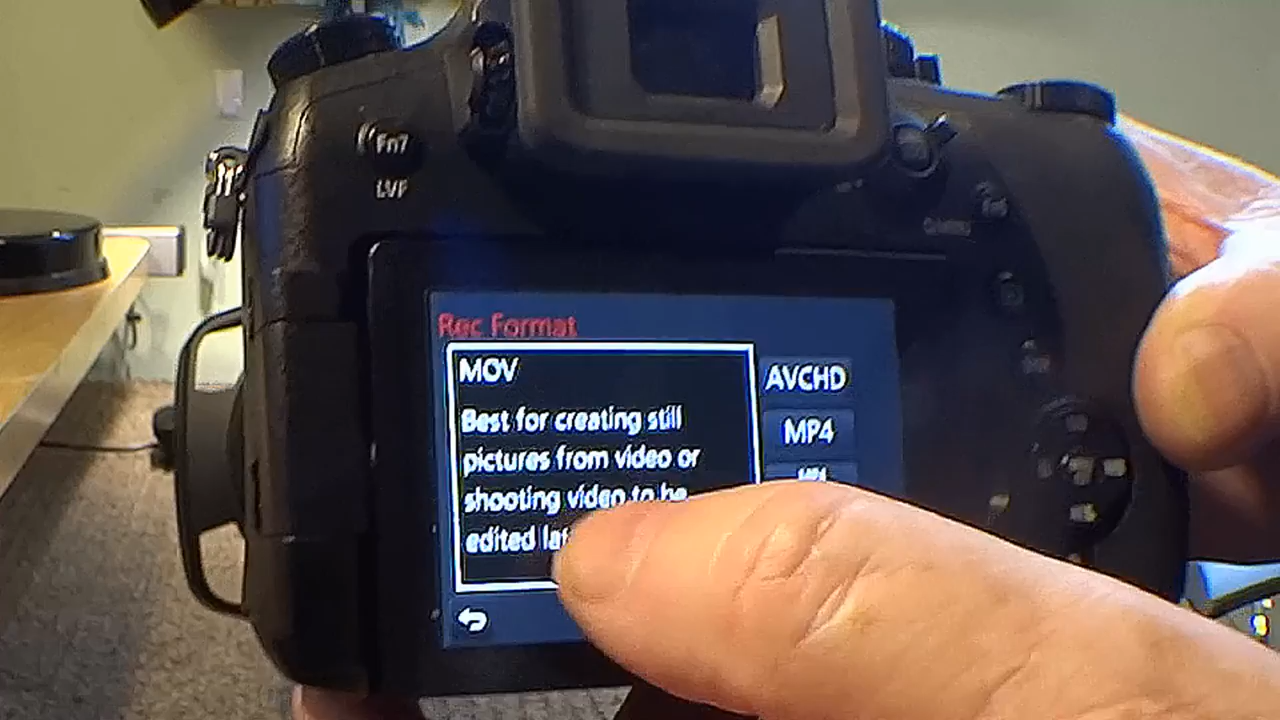 Fn7
LVF
Rec Format
MOV
Best for creating still
pictures from video or
shooting video to be
edited
AVCHD
MP4